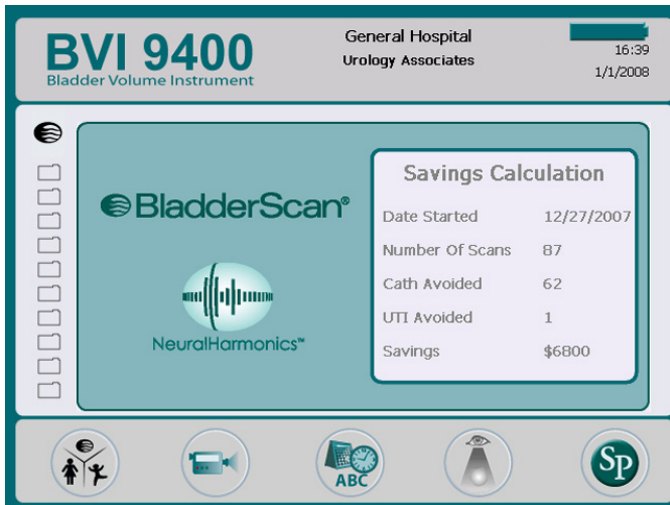 BVI 9400
Bladder Volume Instrument
General Hospital
Urology Associates
16:39
1/1/2008
BladderScan®
NeuralHarmonics™
Savings Calculation
Date Started 12/27/2007
Number Of Scans 87
Cath Avoided 62
UTI Avoided 1
Savings $6800
ABC
SP